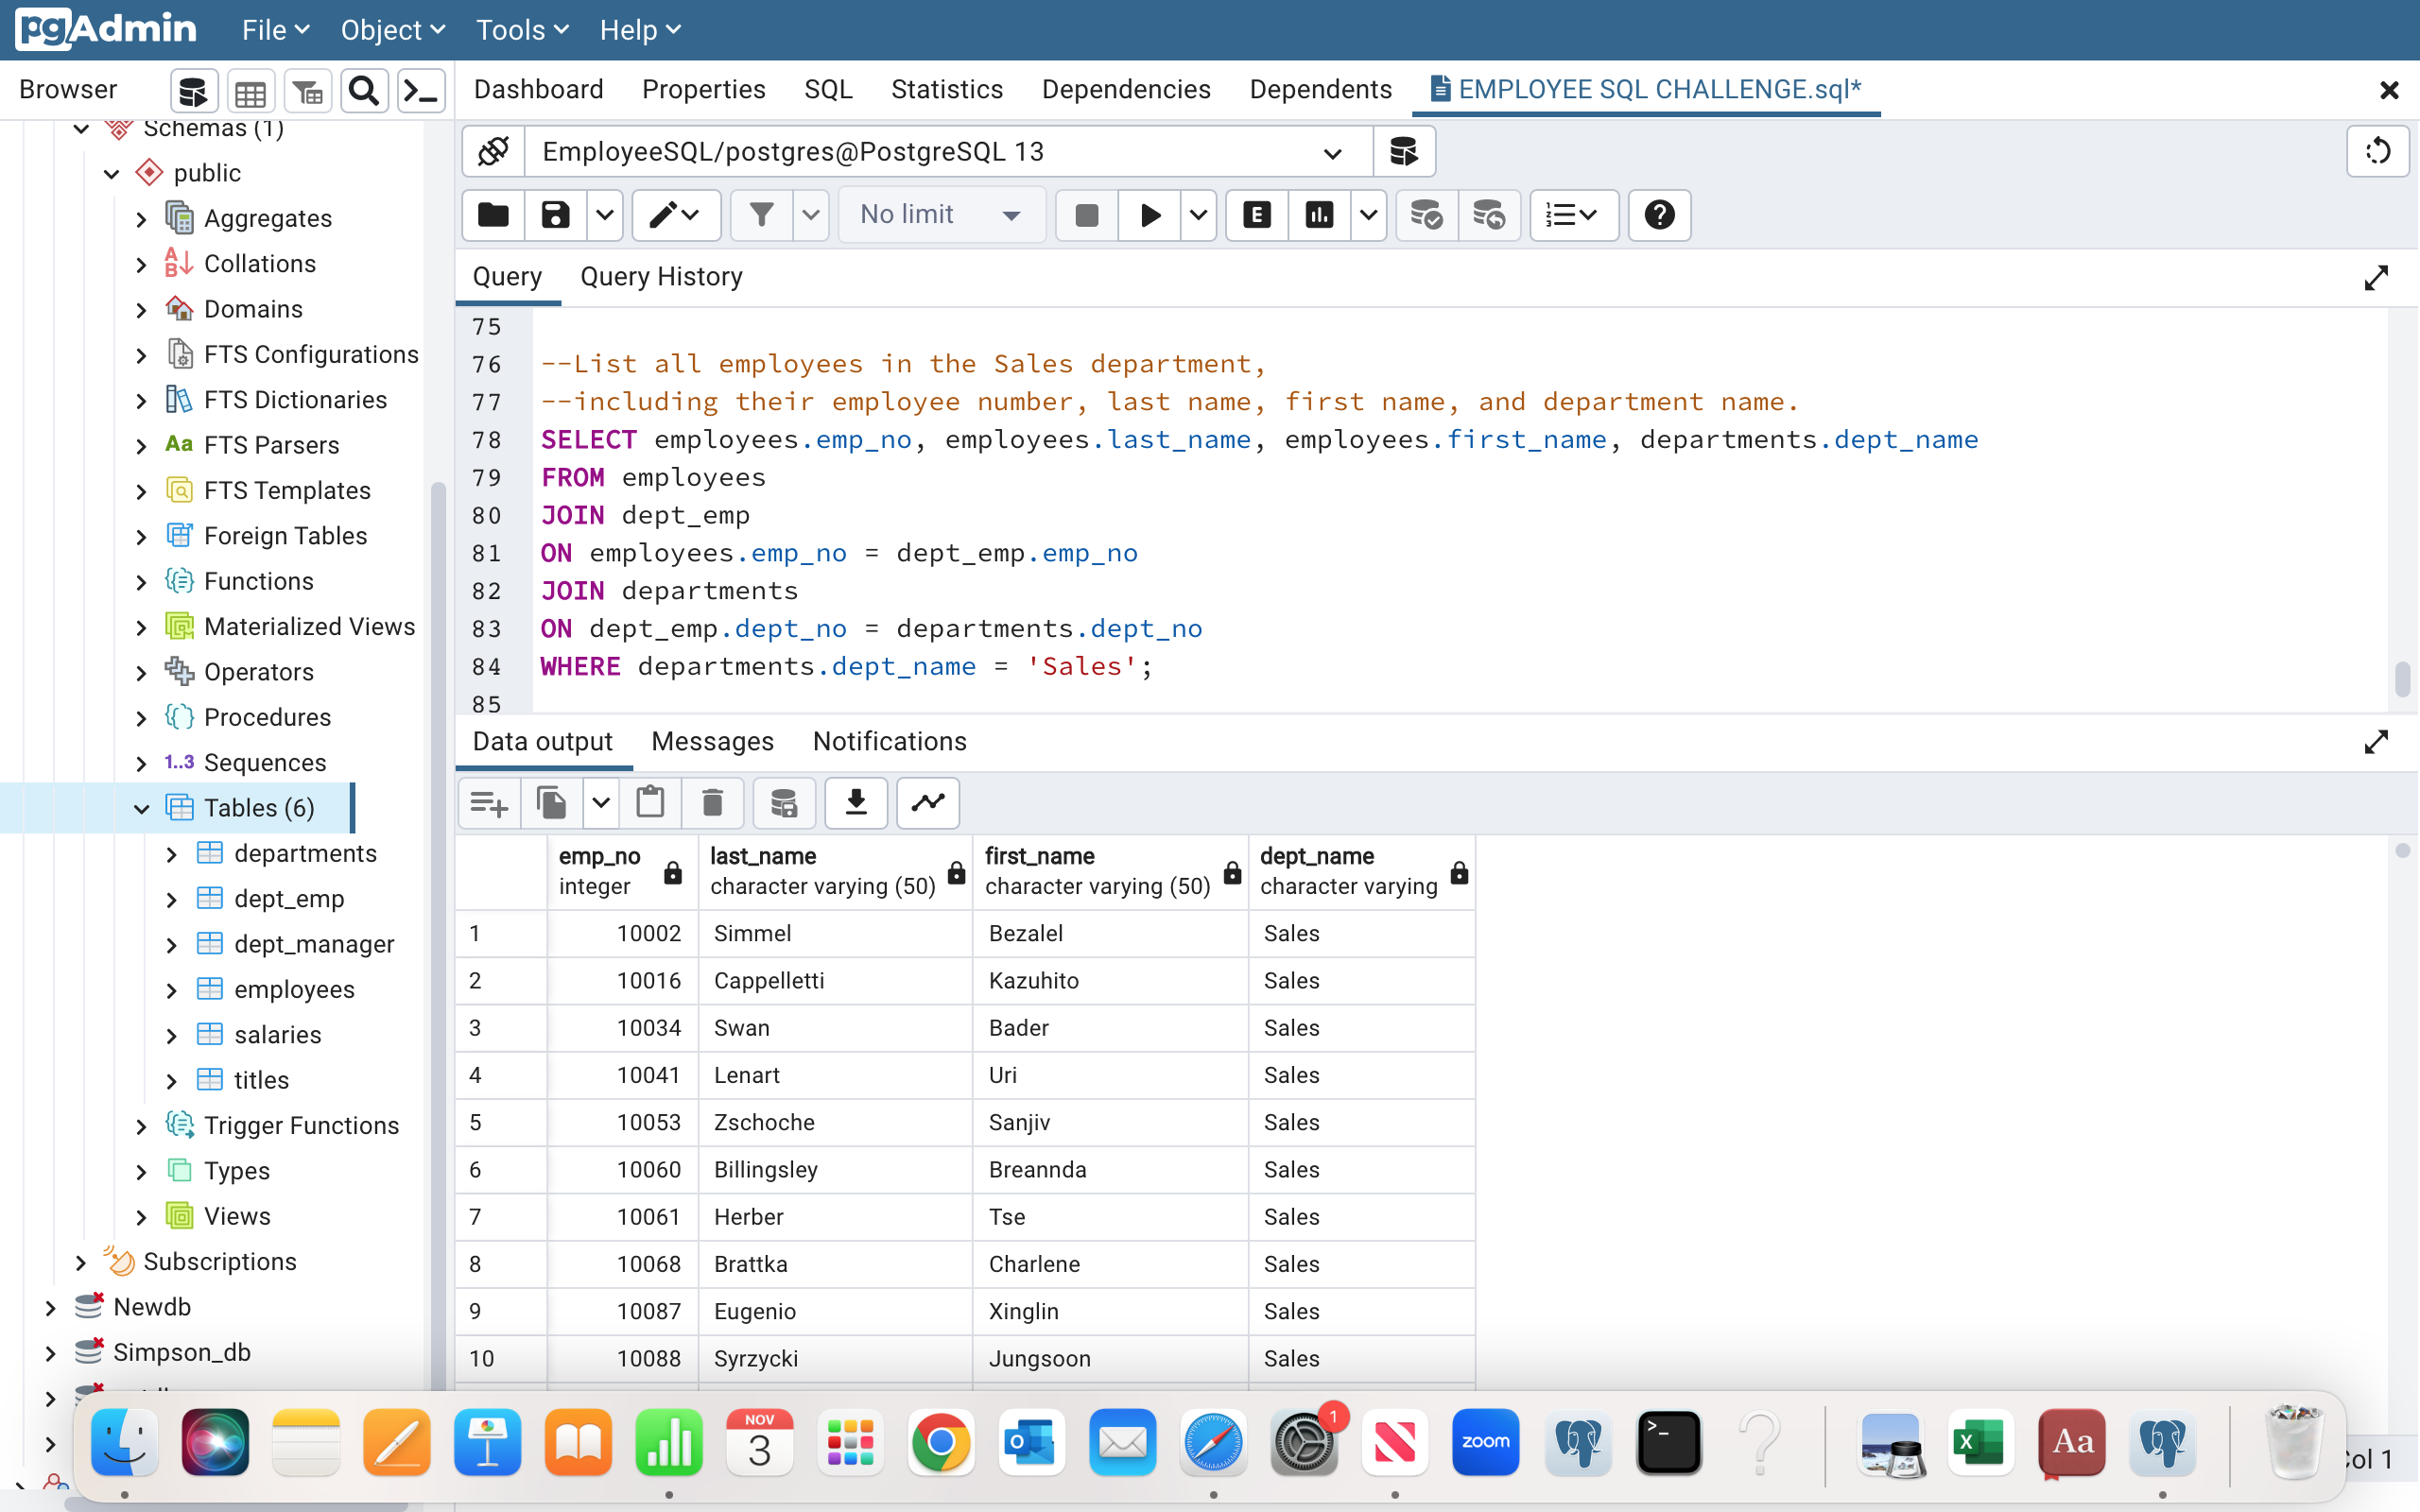 pgAdmin File Object Tools Help
Browser Dashboard Properties SQL Statistics Dependencies Dependents EMPLOYEE SQL CHALLENGE.sql*
Schemas (1)
public
Aggregates
Collations
Domains
FTS Configurations
FTS Dictionaries
Aa FTS Parsers
FTS Templates
Foreign Tables
Functions
Materialized Views
Operators
Procedures
1..3 Sequences
Tables (6)
departments
dept_emp
dept_manager
employees
salaries
titles
Trigger Functions
Types
Views
Subscriptions
Newdb
Simpson_db
EmployeeSQL/postgres@PostgreSQL 13
No limit E
Query Query History
75
76 --List all employees in the Sales department,
77 --including their employee number, last name, first name, and department name.
78 SELECT employees.emp_no, employees.last_name, employees.first_name, departments.dept_name
79 FROM employees
80 JOIN dept_emp
81 ON employees.emp_no = dept_emp.emp_no
82 JOIN departments
83 ON dept_emp.dept_no = departments.dept_no
84 WHERE departments.dept_name = 'Sales';
85
Data output Messages Notifications
emp_no last_name first_name dept_name
integer character varying (50) character varying (50) character varying
1 10002 Simmel Bezalel Sales
2 10016 Cappelletti Kazuhito Sales
3 10034 Swan Bader Sales
4 10041 Lenart Uri Sales
5 10053 Zschoche Sanjiv Sales
6 10060 Billingsley Breannda Sales
7 10061 Herber Tse Sales
8 10068 Brattka Charlene Sales
9 10087 Eugenio Xinglin Sales
10 10088 Syrzycki Jungsoon Sales
NOV
3
1
zoom
Aa
Col 1